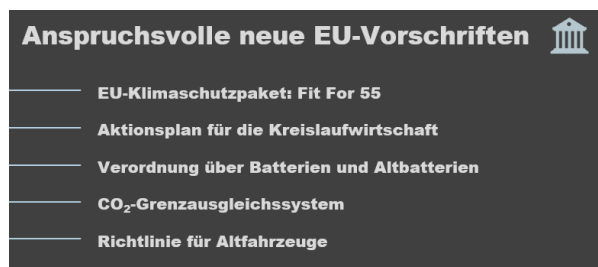 Anspruchsvolle neue EU-Vorschriften
EU-Klimaschutzpaket: Fit For 55
Aktionsplan für die Kreislaufwirtschaft
Verordnung über Batterien und Altbatterien
CO₂-Grenzausgleichssystem
Richtlinie für Altfahrzeuge